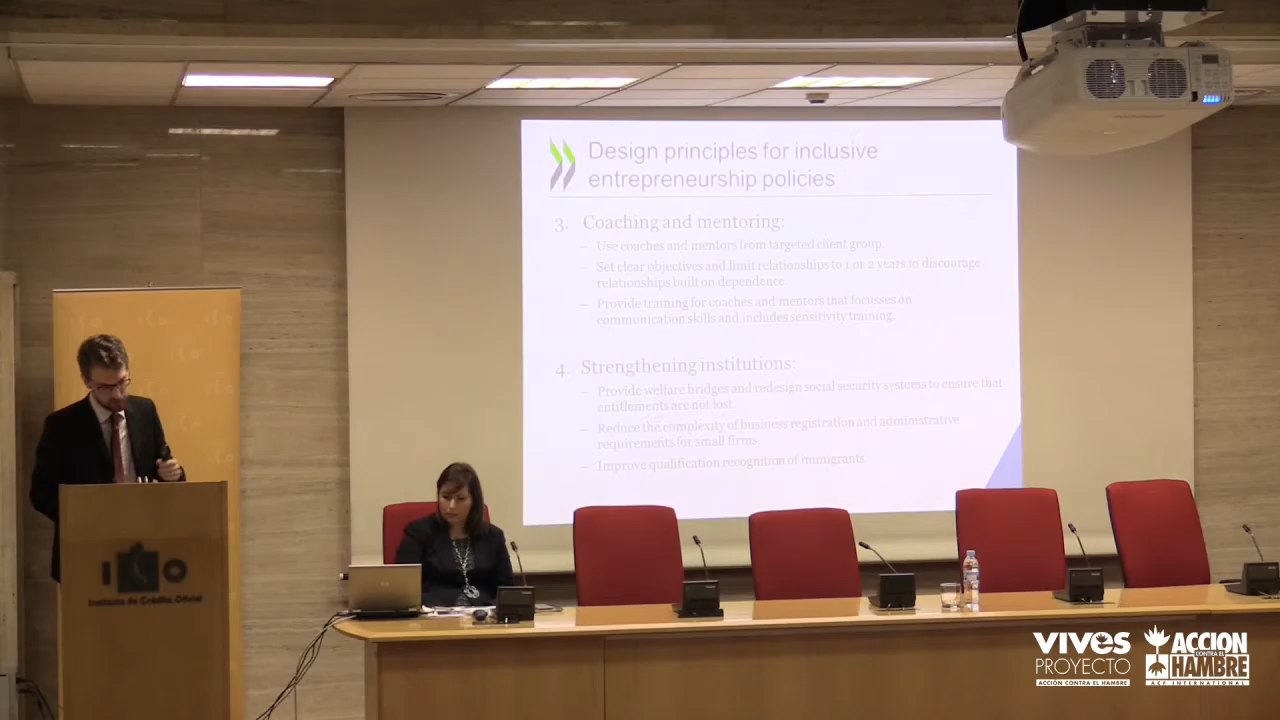 Design principles for inclusive
entrepreneurship policies
3. Coaching and mentoring:
– Use coaches and mentors from targeted client group.
– Set clear objectives and limit relationships to 1 or 2 years to discourage
relationships built on dependence.
– Provide training for coaches and mentors that focusses on
communication skills and includes sensitivity training.
4. Strengthening institutions:
– Provide welfare bridges and redesign social security systems to ensure that
entitlements are not lost.
– Reduce the complexity of business registration and administrative
requirements for small firms.
– Improve qualification recognition of immigrants.
ICO
Instituto de Crédito Oficial
VIVES
PROYECTO
ACCIÓN CONTRA EL HAMBRE
ACCION
CONTRA EL
HAMBRE
ACF INTERNATIONAL